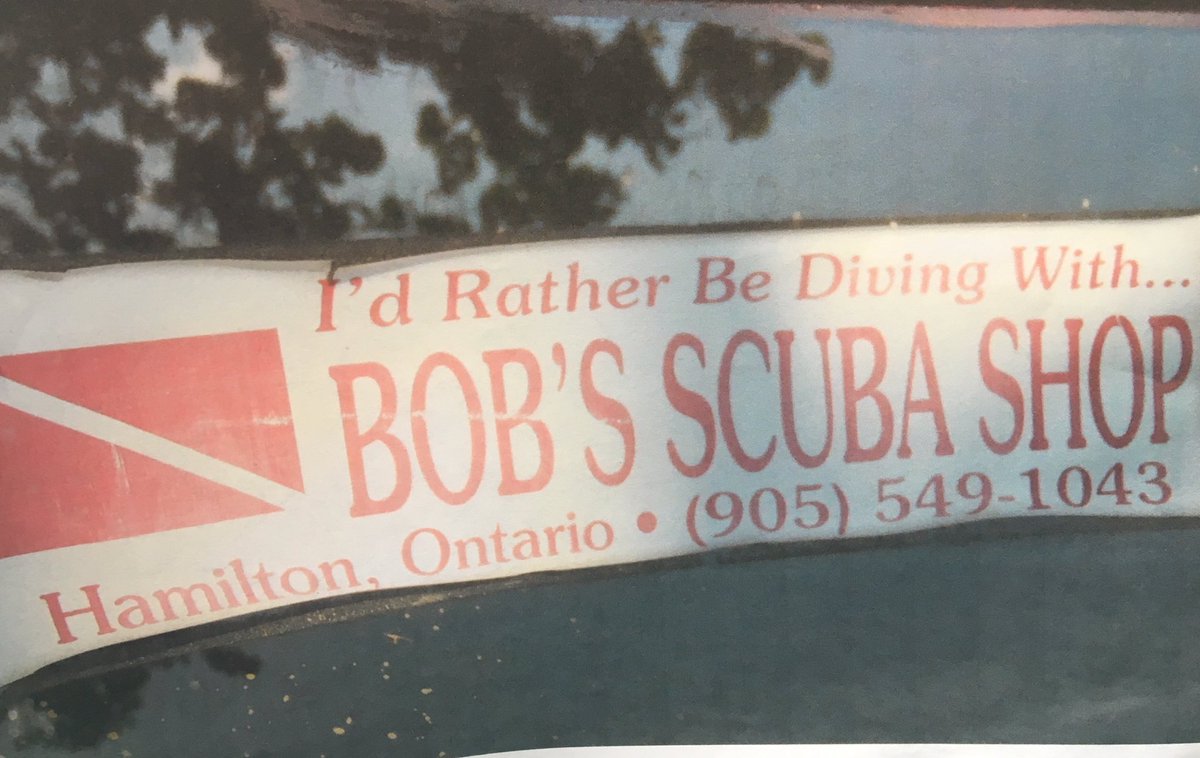 I'd Rather Be Diving With...
BOB'S SCUBA SHOP
Hamilton, Ontario • (905) 549-1043